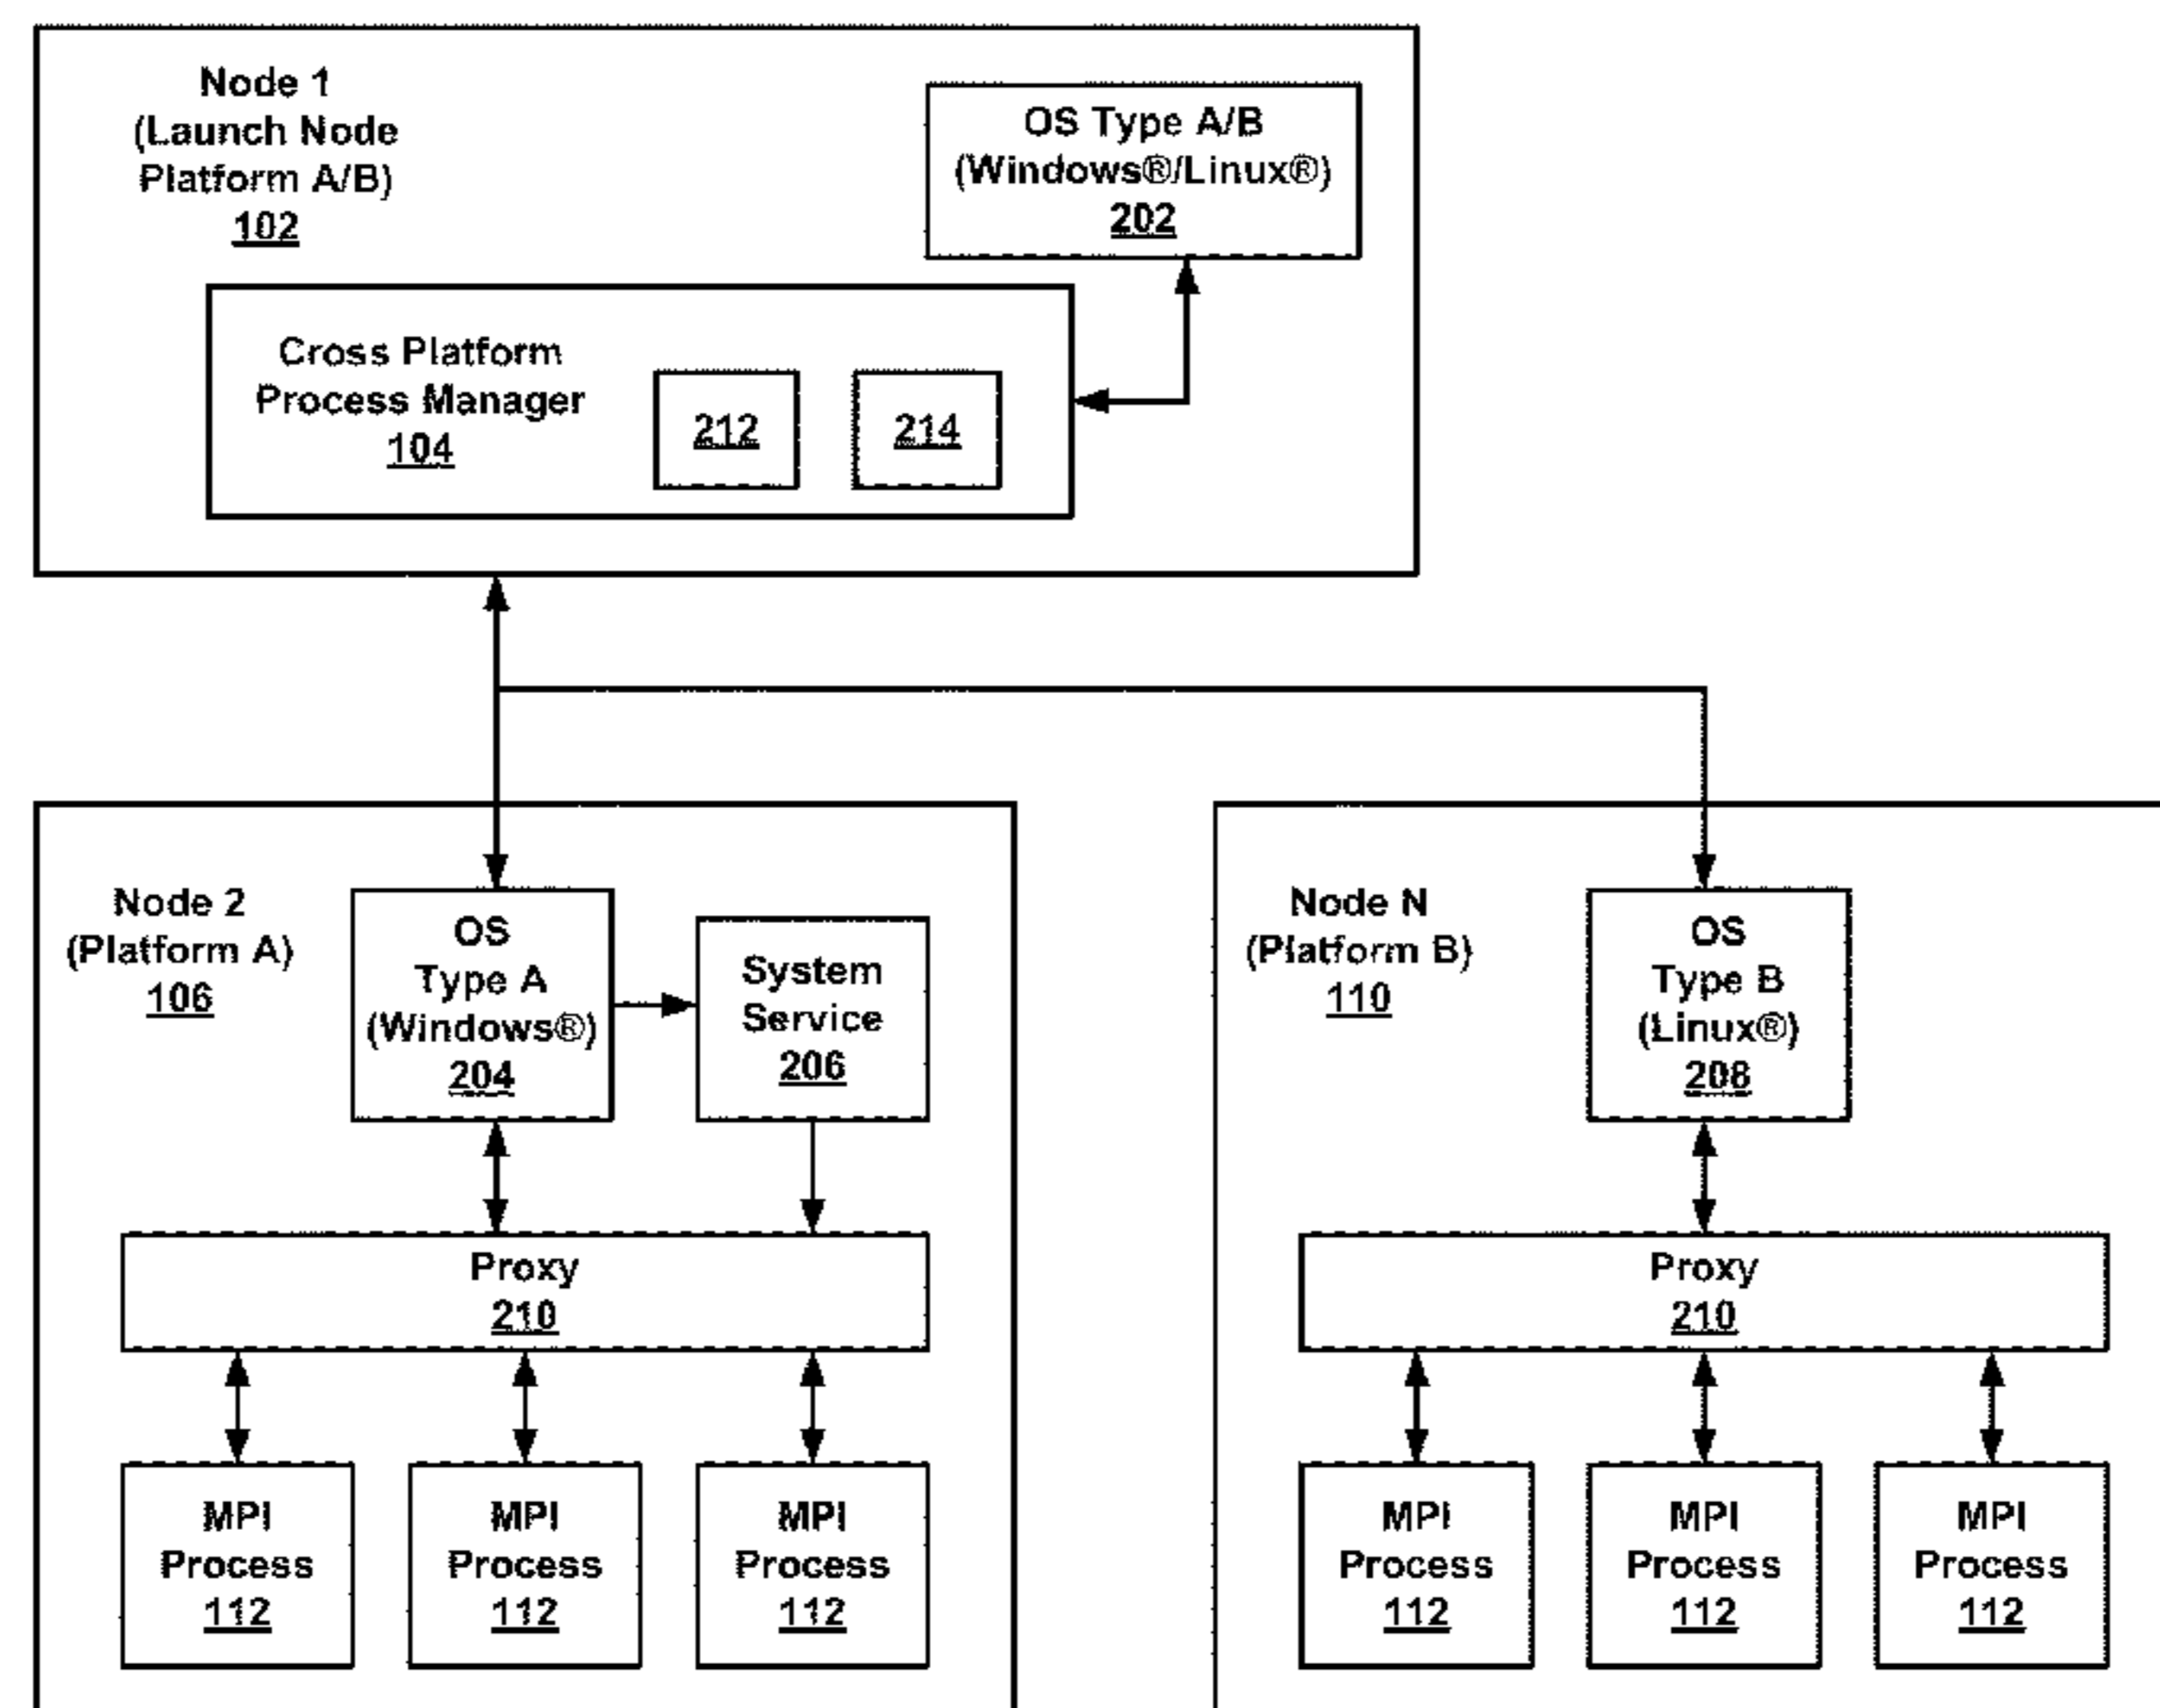 Node 1
(Launch Node
Platform A/B)
102
OS Type A/B
(Windows®/Linux®)
202
Cross Platform
Process Manager
104
212
214
Node 2
(Platform A)
106
OS
Type A
(Windows®)
204
System
Service
206
Proxy
210
MPI
Process
112
MPI
Process
112
MPI
Process
112
Node N
(Platform B)
110
OS
Type B
(Linux®)
208
Proxy
210
MPI
Process
112
MPI
Process
112
MPI
Process
112